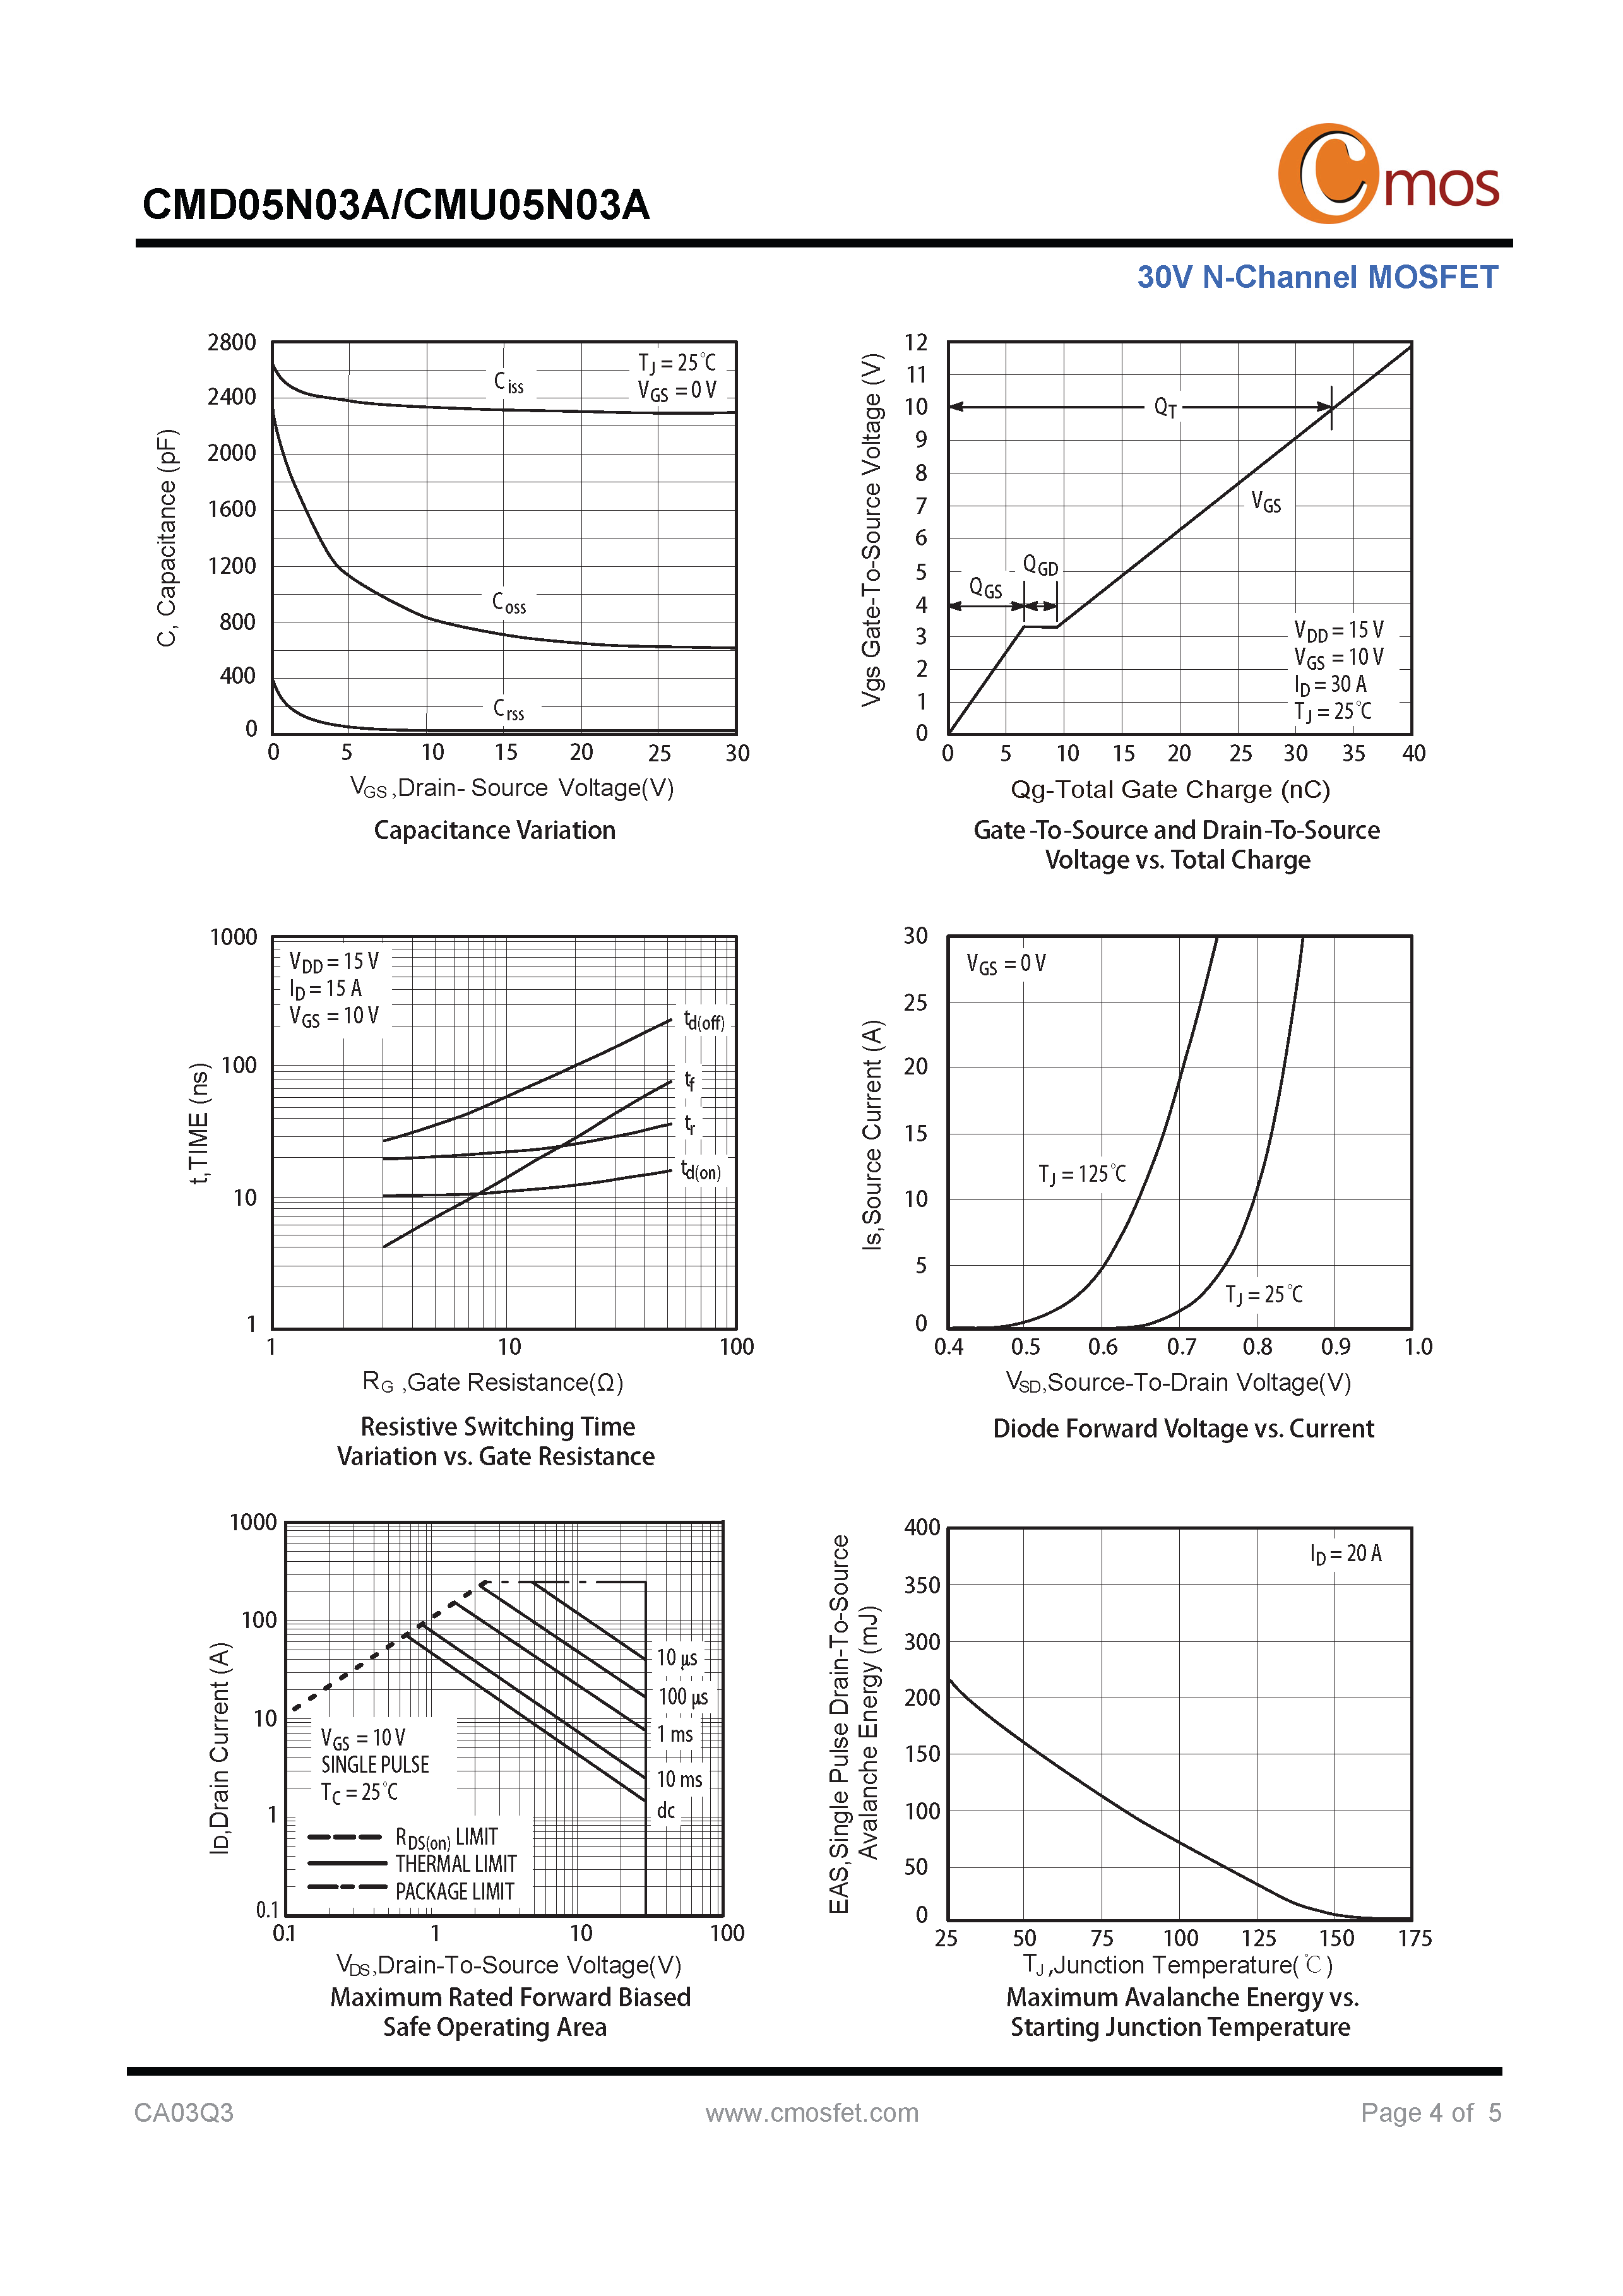 Cmos
CMD05N03A/CMU05N03A
30V N-Channel MOSFET
2800
2400
2000
1600
1200
800
400
0
C, Capacitance (pF)
TJ = 25°C
VGS = 0 V
Ciss
Coss
Crss
0 5 10 15 20 25 30
VGS ,Drain- Source Voltage(V)
Capacitance Variation
12
11
10
9
8
7
6
5
4
3
2
1
0
Vgs Gate-To-Source Voltage (V)
QT
VGS
QGD
QGS
VDD = 15 V
VGS = 10 V
ID = 30 A
TJ = 25°C
0 5 10 15 20 25 30 35 40
Qg-Total Gate Charge (nC)
Gate-To-Source and Drain-To-Source
Voltage vs. Total Charge
1000
100
10
1
t,TIME (ns)
VDD = 15 V
ID = 15 A
VGS = 10 V
td(off)
tf
tr
td(on)
1 10 100
RG ,Gate Resistance(Ω)
Resistive Switching Time
Variation vs. Gate Resistance
30
25
20
15
10
5
0
Is,Source Current (A)
VGS = 0 V
TJ = 125°C
TJ = 25°C
0.4 0.5 0.6 0.7 0.8 0.9 1.0
VSD,Source-To-Drain Voltage(V)
Diode Forward Voltage vs. Current
1000
100
10
1
0.1
ID,Drain Current (A)
10 µs
100 µs
1 ms
10 ms
dc
VGS = 10 V
SINGLE PULSE
TC = 25°C
RDS(on) LIMIT
THERMAL LIMIT
PACKAGE LIMIT
0.1 1 10 100
VDS,Drain-To-Source Voltage(V)
Maximum Rated Forward Biased
Safe Operating Area
400
350
300
200
150
100
50
0
EAS,Single Pulse Drain-To-Source
Avalanche Energy (mJ)
ID = 20 A
25 50 75 100 125 150 175
TJ,Junction Temperature(℃)
Maximum Avalanche Energy vs.
Starting Junction Temperature
CA03Q3 www.cmosfet.com Page 4 of 5